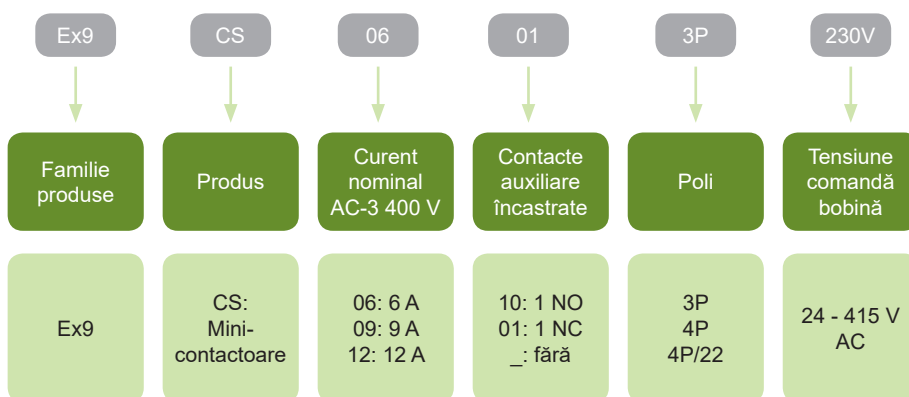 Ex9 CS 06 01 3P 230V
Familie
produse
Produs
Curent
nominal
AC-3 400 V
Contacte
auxiliare
încastrate
Poli
Tensiune
comandă
bobină
Ex9
CS:
Mini-
contactoare
06: 6 A
09: 9 A
12: 12 A
10: 1 NO
01: 1 NC
_: fără
3P
4P
4P/22
24 - 415 V
AC